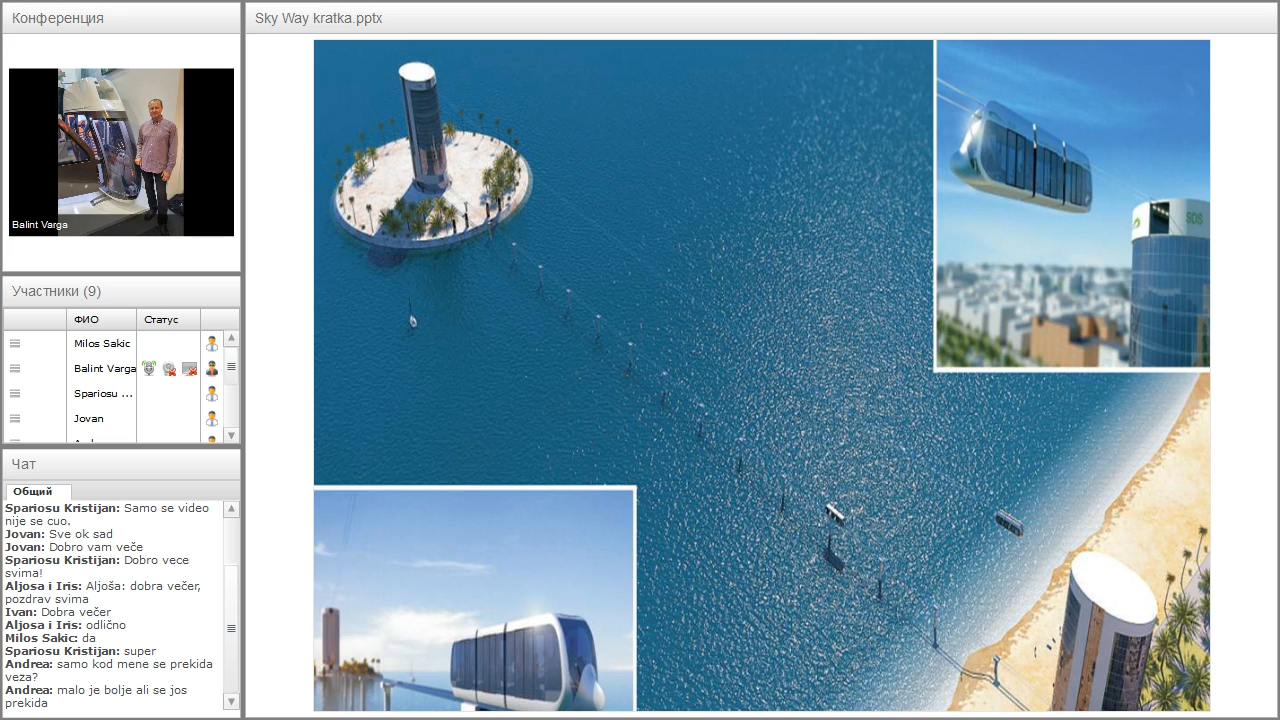 Конференция
Balint Varga
Участники (9)
ФИО
Статус
Milos Sakic
Balint Varga
Spariosu ...
Jovan
Чат
Общий
Spariosu Kristijan: Samo se video
nije se cuo.
Jovan: Sve ok sad
Jovan: Dobro vam veče
Spariosu Kristijan: Dobro vece
svima!
Aljosa i Iris: Aljoša: dobra večer,
pozdrav svima
Ivan: Dobra večer
Aljosa i Iris: odlično
Milos Sakic: da
Spariosu Kristijan: super
Andrea: samo kod mene se prekida
veza?
Andrea: malo je bolje ali se jos
prekida
Sky Way kratka.pptx
SDS